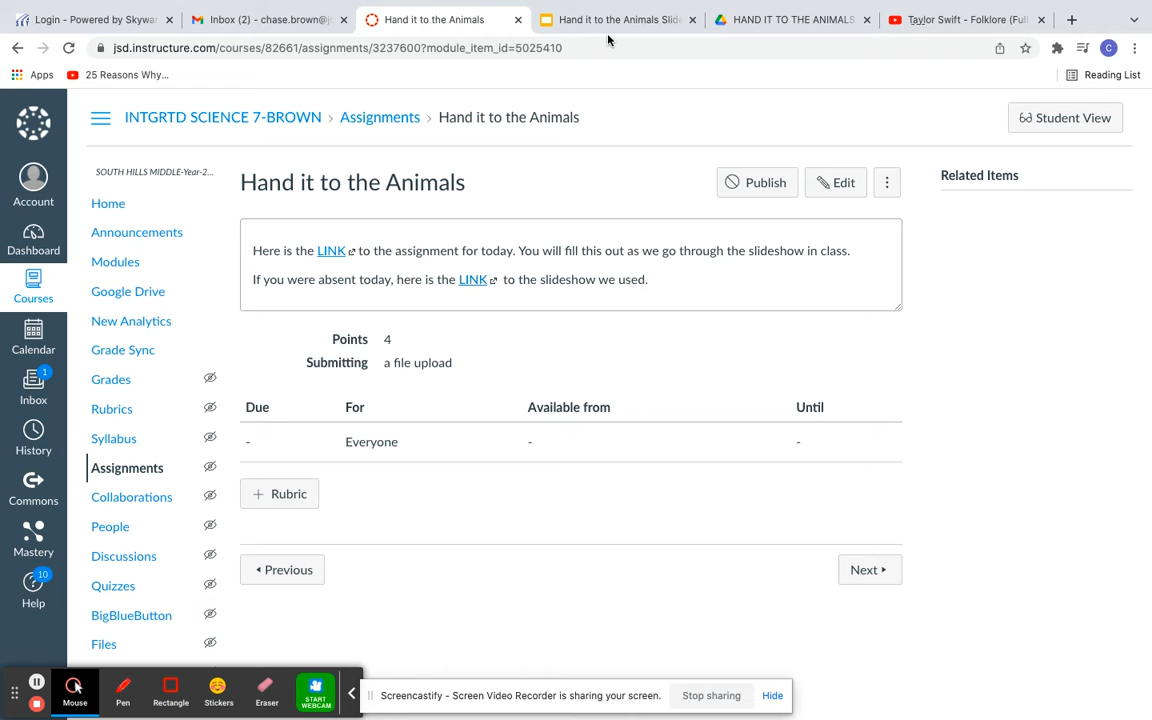 Login - Powered by Skywar
Inbox (2) - chase.brown@j
Hand it to the Animals
Hand it to the Animals Slide
HAND IT TO THE ANIMALS
Taylor Swift - Folklore (Full
jsd.instructure.com/courses/82661/assignments/3237600?module_item_id=5025410
C
Apps
25 Reasons Why...
Reading List
INTGRTD SCIENCE 7-BROWN › Assignments › Hand it to the Animals
Student View
Account
Dashboard
Courses
Calendar
1
Inbox
History
Commons
Mastery
10
Help
SOUTH HILLS MIDDLE-Year-2...
Home
Announcements
Modules
Google Drive
New Analytics
Grade Sync
Grades
Rubrics
Syllabus
Assignments
Collaborations
People
Discussions
Quizzes
BigBlueButton
Files
Hand it to the Animals
Publish
Edit
Related Items
Here is the LINK to the assignment for today. You will fill this out as we go through the slideshow in class.
If you were absent today, here is the LINK to the slideshow we used.
Points 4
Submitting a file upload
Due For Available from Until
- Everyone - -
+ Rubric
Previous
Next
Mouse
Pen
Rectangle
Stickers
Eraser
START
WEBCAM
Screencastify - Screen Video Recorder is sharing your screen.
Stop sharing
Hide